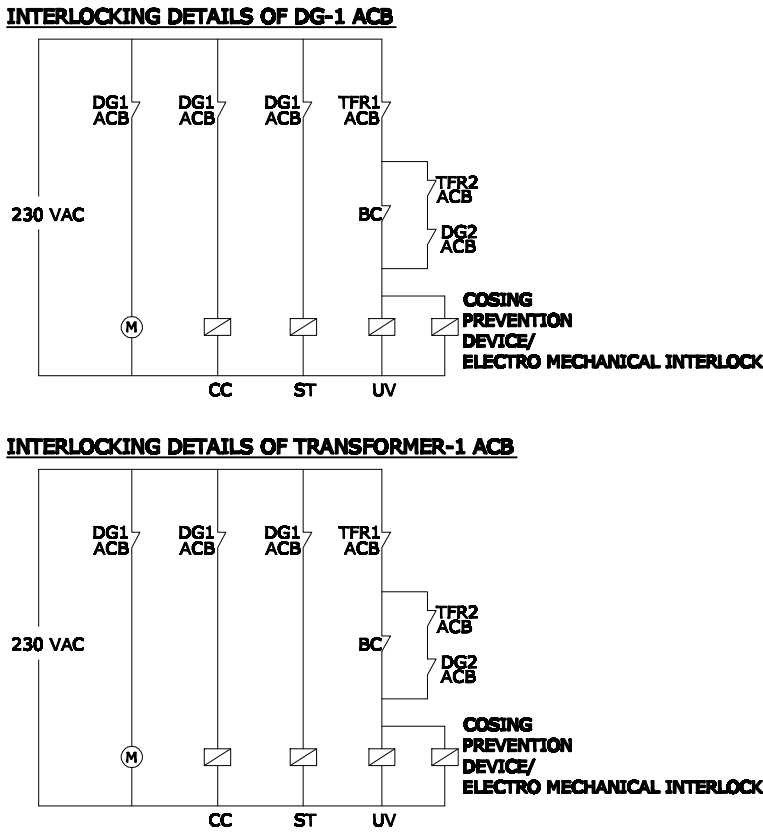 INTERLOCKING DETAILS OF DG-1 ACB
DG1
ACB
DG1
ACB
DG1
ACB
TFR1
ACB
TFR2
ACB
230 VAC
BC
DG2
ACB
COSING
PREVENTION
DEVICE/
ELECTRO MECHANICAL INTERLOCK
M
CC
ST
UV
INTERLOCKING DETAILS OF TRANSFORMER-1 ACB
DG1
ACB
DG1
ACB
DG1
ACB
TFR1
ACB
TFR2
ACB
230 VAC
BC
DG2
ACB
COSING
PREVENTION
DEVICE/
ELECTRO MECHANICAL INTERLOCK
M
CC
ST
UV